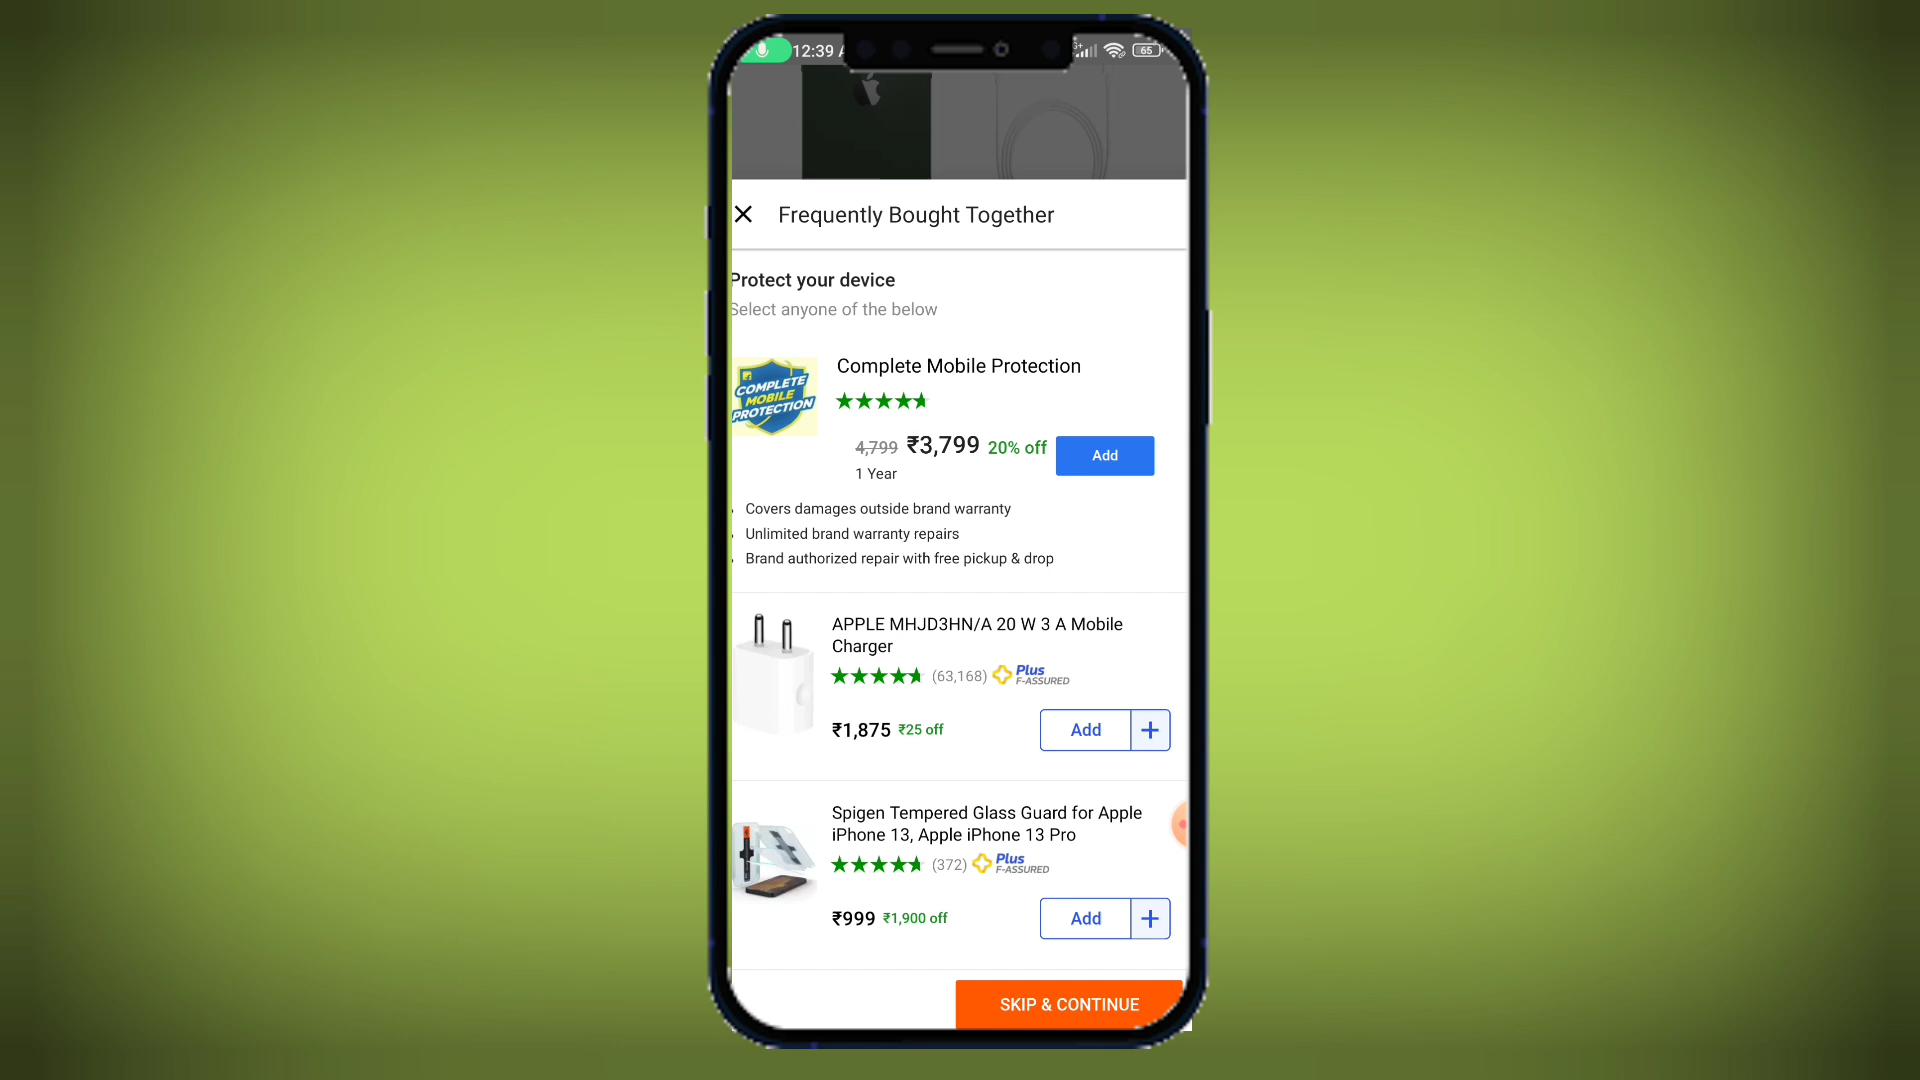 12:39
65
Frequently Bought Together
Protect your device
Select anyone of the below
COMPLETE
MOBILE
PROTECTION
Complete Mobile Protection
4,799 ₹3,799 20% off
Add
1 Year
Covers damages outside brand warranty
Unlimited brand warranty repairs
Brand authorized repair with free pickup & drop
APPLE MHJD3HN/A 20 W 3 A Mobile
Charger
(63,168) Plus
F-ASSURED
₹1,875 ₹25 off
Add +
Spigen Tempered Glass Guard for Apple
iPhone 13, Apple iPhone 13 Pro
(372) Plus
F-ASSURED
₹999 ₹1,900 off
Add +
SKIP & CONTINUE